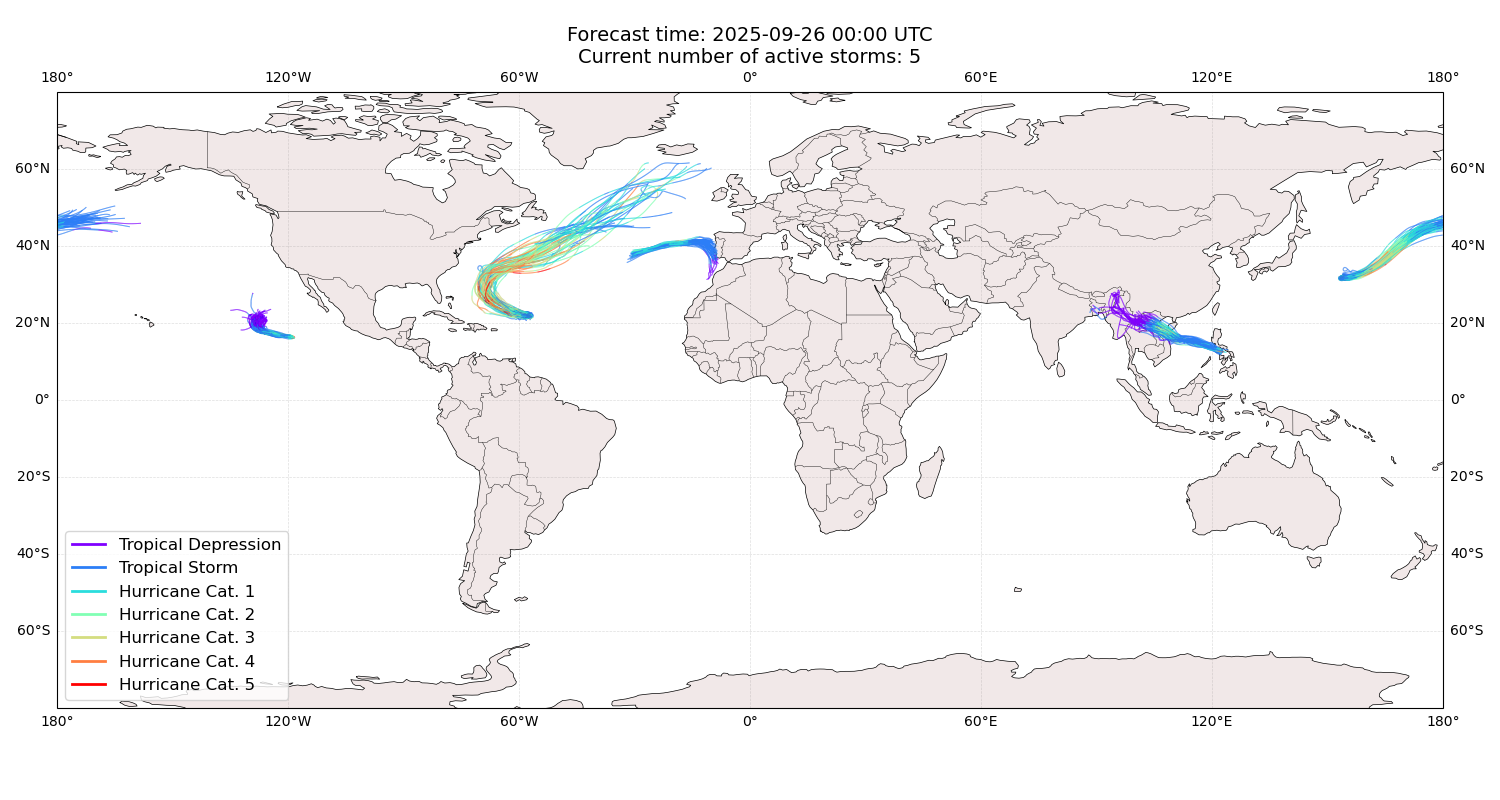 Forecast time: 2025-09-26 00:00 UTC
Current number of active storms: 5
180° 120°W 60°W 0° 60°E 120°E 180°
60°N 60°N
40°N 40°N
20°N 20°N
0° 0°
20°S 20°S
40°S 40°S
60°S 60°S
Tropical Depression
Tropical Storm
Hurricane Cat. 1
Hurricane Cat. 2
Hurricane Cat. 3
Hurricane Cat. 4
Hurricane Cat. 5
180° 120°W 60°W 0° 60°E 120°E 180°